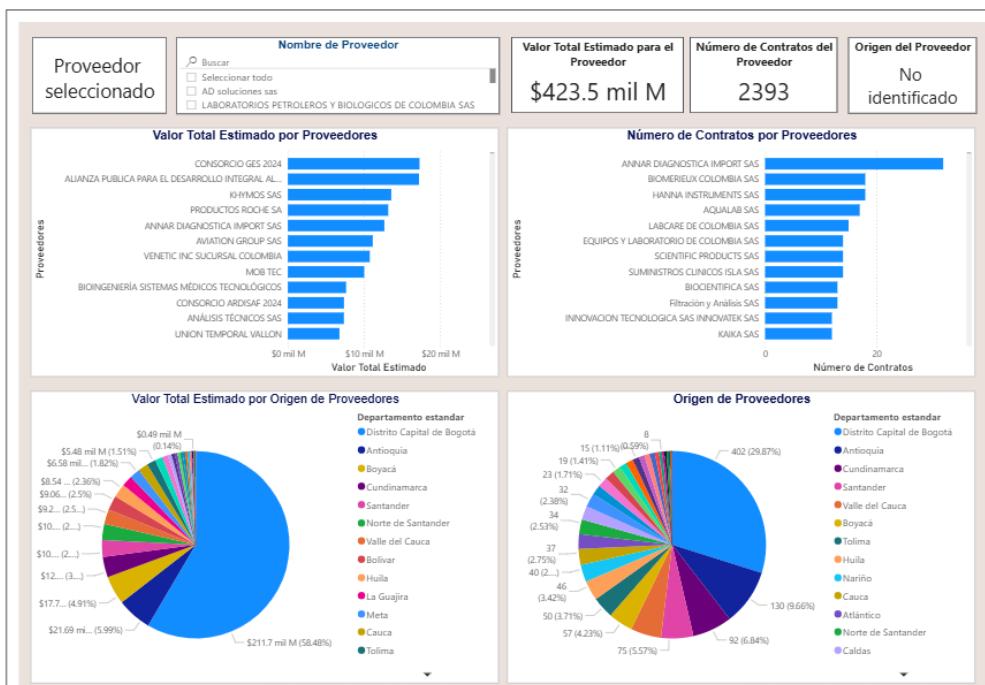 Proveedor
seleccionado
Nombre de Proveedor
Buscar
Seleccionar todo
AD soluciones sas
LABORATORIOS PETROLEROS Y BIOLOGICOS DE COLOMBIA SAS
Valor Total Estimado para el
Proveedor
$423.5 mil M
Número de Contratos del
Proveedor
2393
Origen del Proveedor
No
identificado
Valor Total Estimado por Proveedores
Proveedores
CONSORCIO GES 2024
ALIANZA PUBLICA PARA EL DESARROLLO INTEGRAL AL...
KHYMOS SAS
PRODUCTOS ROCHE SA
ANNAR DIAGNOSTICA IMPORT SAS
AVIATION GROUP SAS
VENETIC INC SUCURSAL COLOMBIA
MOB TEC
BIOINGENIERÍA SISTEMAS MÉDICOS TECNOLÓGICOS
CONSORCIO ARDISAF 2024
ANÁLISIS TÉCNICOS SAS
UNION TEMPORAL VALLON
$0 mil M $10 mil M $20 mil M
Valor Total Estimado
Número de Contratos por Proveedores
Proveedores
ANNAR DIAGNOSTICA IMPORT SAS
BIOMERIEUX COLOMBIA SAS
HANNA INSTRUMENTS SAS
AQUALAB SAS
LABCARE DE COLOMBIA SAS
EQUIPOS Y LABORATORIO DE COLOMBIA SAS
SCIENTIFIC PRODUCTS SAS
SUMINISTROS CLINICOS ISLA SAS
BIOCIENTIFICA SAS
Filtración y Análisis SAS
INNOVACION TECNOLOGICA SAS INNOVATEK SAS
KAIKA SAS
0 20
Número de Contratos
Valor Total Estimado por Origen de Proveedores
$0.49 mil M
(0.14%)
$5.48 mil M (1.51%)
$6.58 mil... (1.82%)
$8.54 ... (2.36%)
$9.06... (2.5%)
$9.2... (2.5...)
$10... (2...)
$10... (2...)
$12... (3...)
$17.7... (4.91%)
$21.69 mi... (5.99%)
$211.7 mil M (58.48%)
Departamento estandar
Distrito Capital de Bogotá
Antioquia
Boyacá
Cundinamarca
Santander
Norte de Santander
Valle del Cauca
Bolívar
Huila
La Guajira
Meta
Cauca
Tolima
Origen de Proveedores
8
(0.59%)
15 (1.11%)
19 (1.41%)
23 (1.71%)
32
(2.38%)
34
(2.53%)
37
(2.75%)
40 (2....)
46
(3.42%)
50 (3.71%)
57 (4.23%)
75 (5.57%)
92 (6.84%)
130 (9.66%)
402 (29.87%)
Departamento estandar
Distrito Capital de Bogotá
Antioquia
Cundinamarca
Santander
Valle del Cauca
Boyacá
Tolima
Huila
Nariño
Cauca
Atlántico
Norte de Santander
Caldas